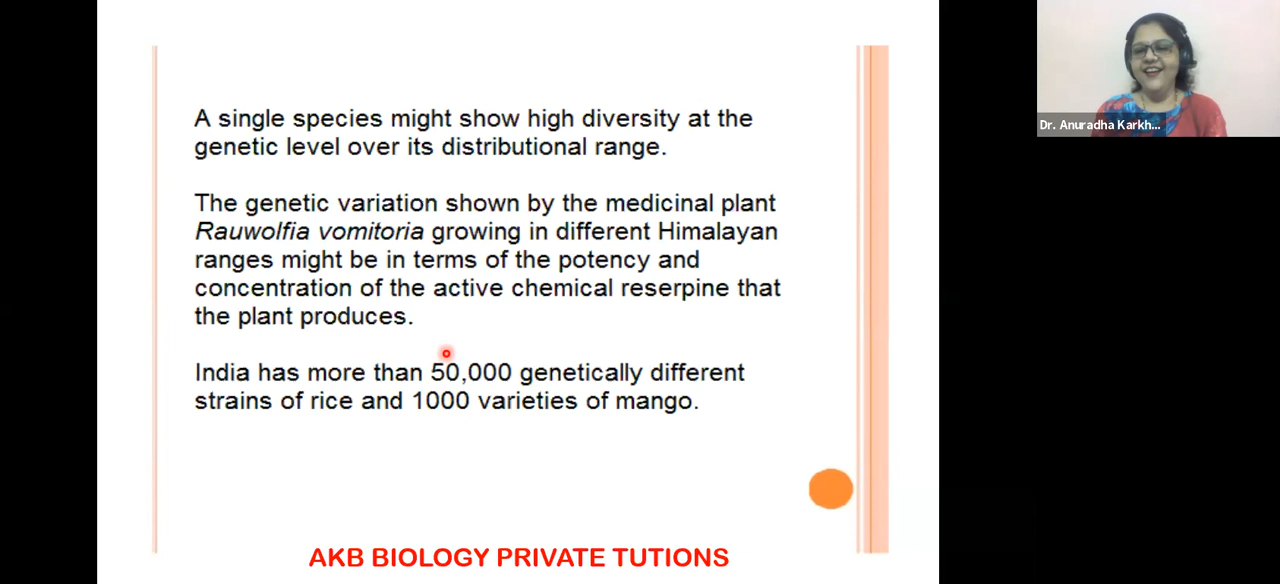 A single species might show high diversity at the
genetic level over its distributional range.
The genetic variation shown by the medicinal plant
Rauwolfia vomitoria growing in different Himalayan
ranges might be in terms of the potency and
concentration of the active chemical reserpine that
the plant produces.
India has more than 50,000 genetically different
strains of rice and 1000 varieties of mango.
AKB BIOLOGY PRIVATE TUTIONS
Dr. Anuradha Karkh...